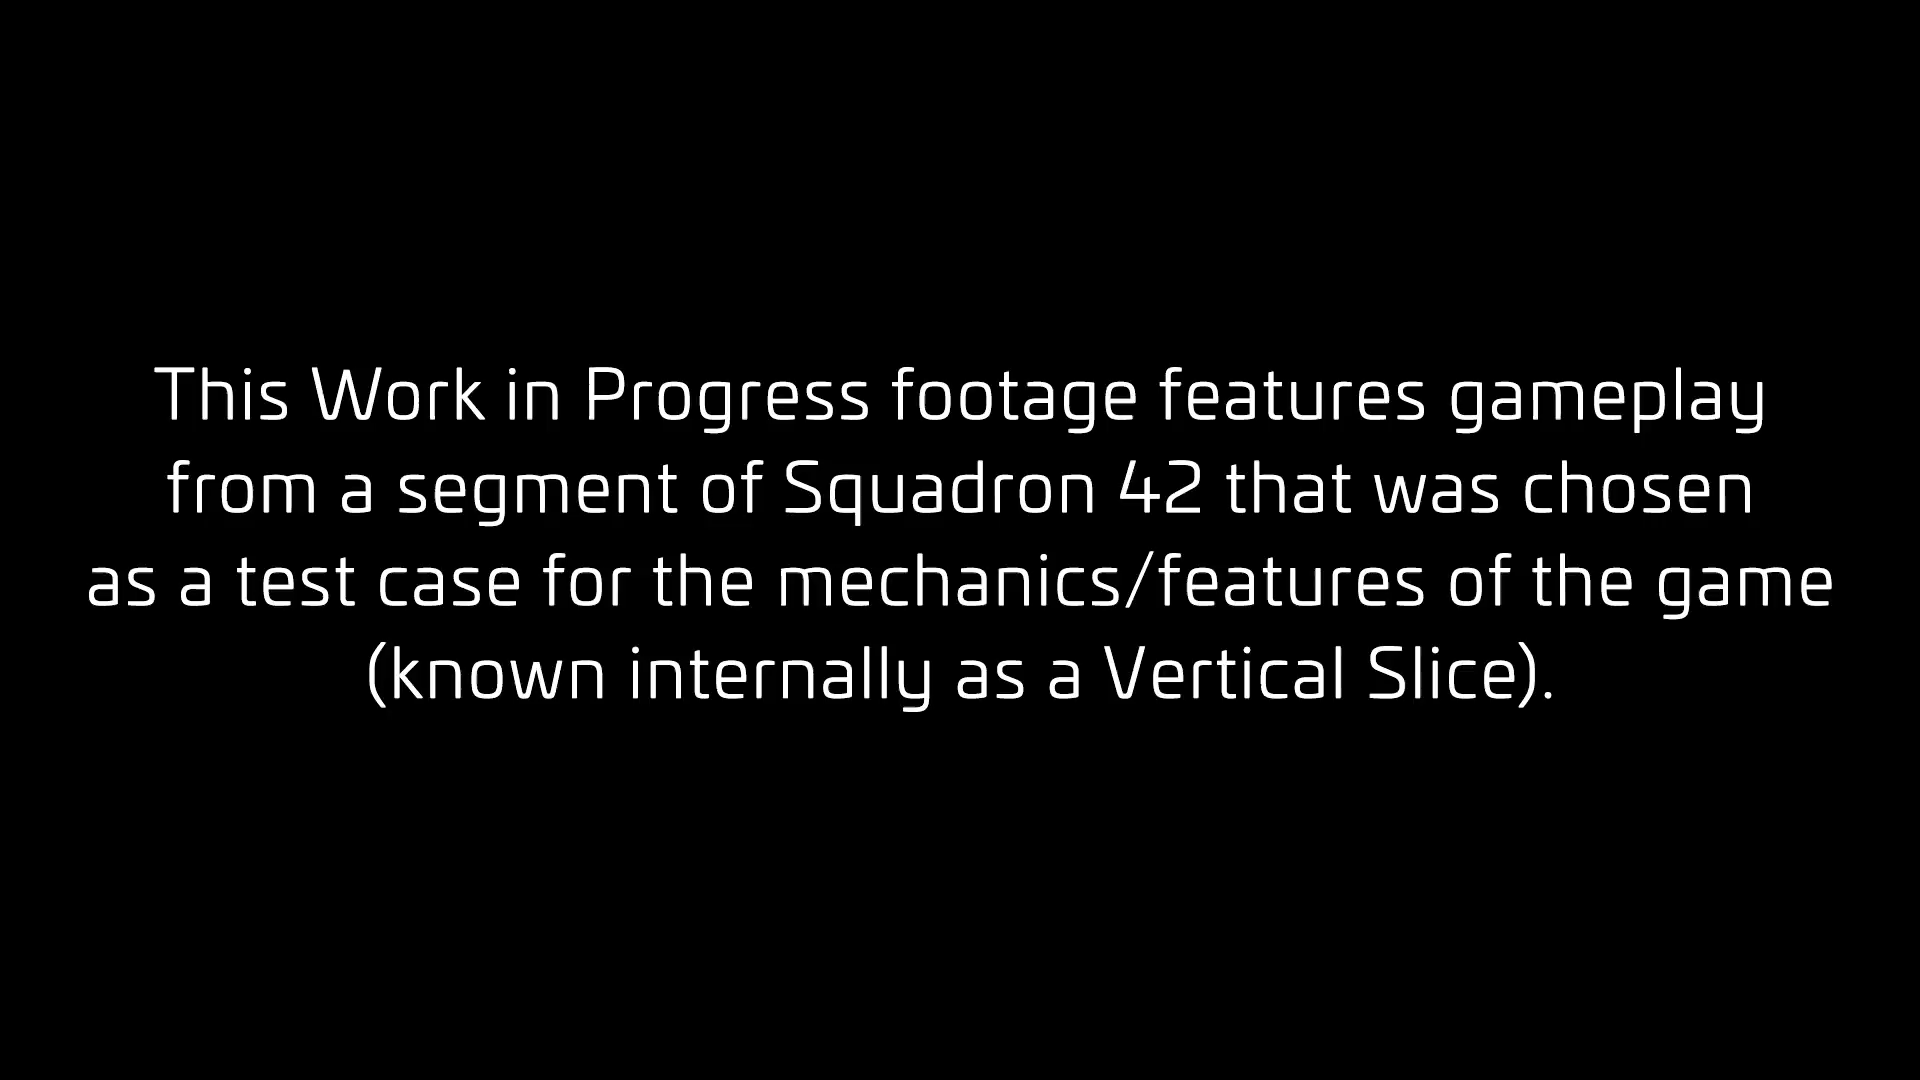 This Work in Progress footage features gameplay
from a segment of Squadron 42 that was chosen
as a test case for the mechanics/features of the game
(known internally as a Vertical Slice).